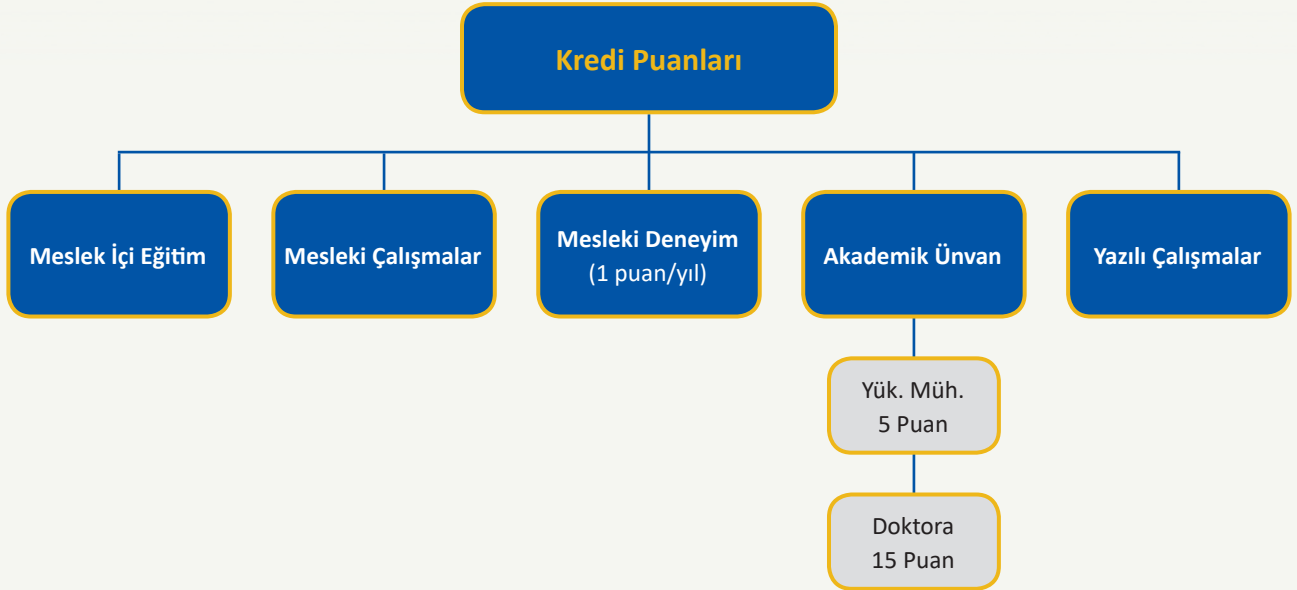 Kredi Puanları
Meslek İçi Eğitim
Mesleki Çalışmalar
Mesleki Deneyim
(1 puan/yıl)
Akademik Ünvan
Yazılı Çalışmalar
Yük. Müh.
5 Puan
Doktora
15 Puan